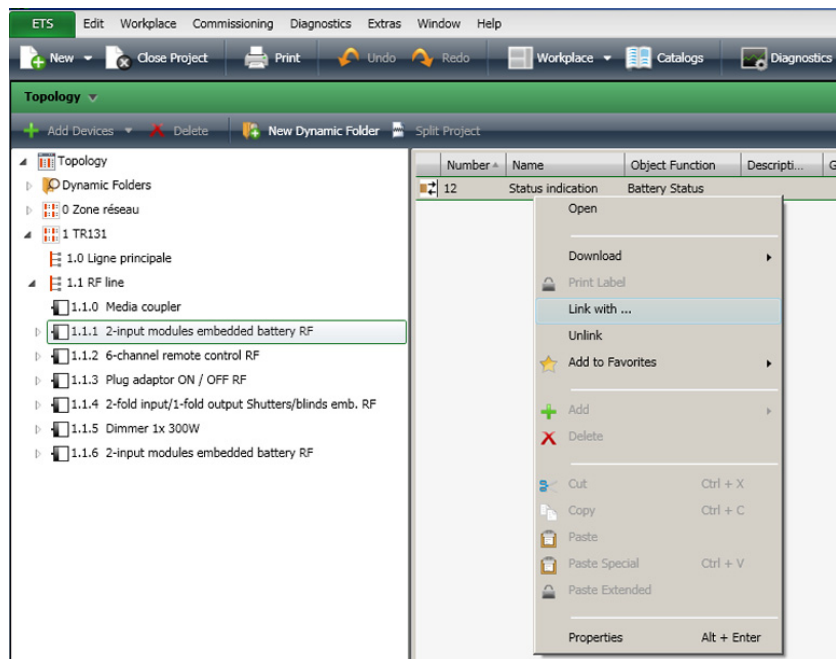 ETS Edit Workplace Commissioning Diagnostics Extras Window Help
New Close Project Print Undo Redo Workplace Catalogs Diagnostics
Topology
Add Devices Delete New Dynamic Folder Split Project
Topology
Dynamic Folders
0 Zone réseau
1 TR131
1.0 Ligne principale
1.1 RF line
1.1.0 Media coupler
1.1.1 2-input modules embedded battery RF
1.1.2 6-channel remote control RF
1.1.3 Plug adaptor ON / OFF RF
1.1.4 2-fold input/1-fold output Shutters/blinds emb. RF
1.1.5 Dimmer 1x 300W
1.1.6 2-input modules embedded battery RF
Number Name Object Function Descripti... G
12 Status indication Battery Status
Open
Download
Print Label
Link with ...
Unlink
Add to Favorites
Add
Delete
Cut Ctrl + X
Copy Ctrl + C
Paste
Paste Special Ctrl + V
Paste Extended
Properties Alt + Enter